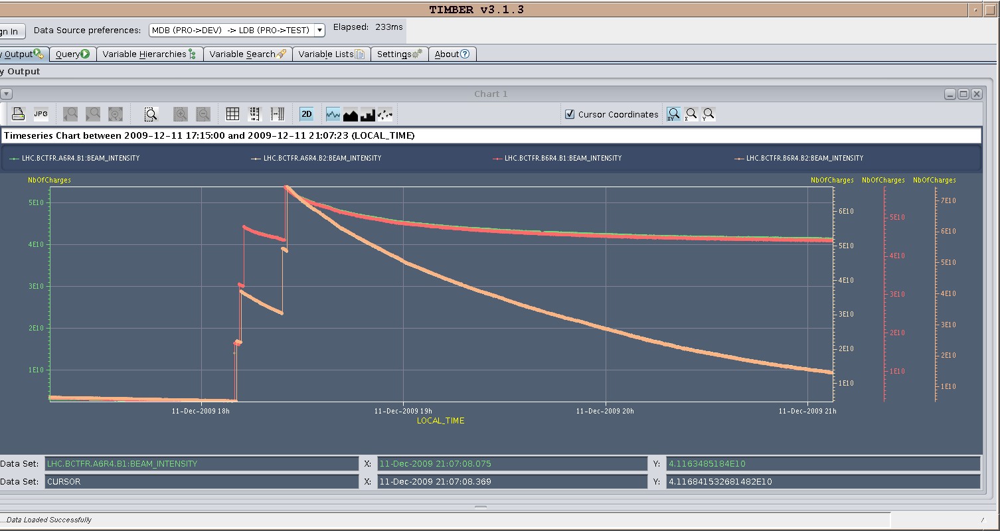 TIMBER v3.1.3
gn In Data Source preferences: MDB (PRO->DEV) -> LDB (PRO->TEST) Elapsed: 233ms
y Output Query Variable Hierarchies Variable Search Variable Lists Settings About
y Output
Chart 1
JPG 2D Cursor Coordinates XY X Y
Timeseries Chart between 2009-12-11 17:15:00 and 2009-12-11 21:07:23 (LOCAL_TIME)
LHC.BCTFR.A6R4.B1:BEAM_INTENSITY LHC.BCTFR.A6R4.B2:BEAM_INTENSITY LHC.BCTFR.B6R4.B1:BEAM_INTENSITY LHC.BCTFR.B6R4.B2:BEAM_INTENSITY
NbOfCharges NbOfCharges NbOfCharges NbOfCharges
7E10
5E10
6E10
5E10
6E10
4E10
5E10
4E10
5E10
3E10
4E10
3E10
4E10
2E10
3E10
2E10
3E10
1E10
2E10
1E10
2E10
1E10
1E10
11-Dec-2009 18h 11-Dec-2009 19h 11-Dec-2009 20h 11-Dec-2009 21h
LOCAL_TIME
Data Set: LHC.BCTFR.A6R4.B1:BEAM_INTENSITY X: 11-Dec-2009 21:07:08.075 Y: 4.1163485184E10
Data Set: CURSOR X: 11-Dec-2009 21:07:08.369 Y: 4.116841532681482E10
...Data Loaded Successfully